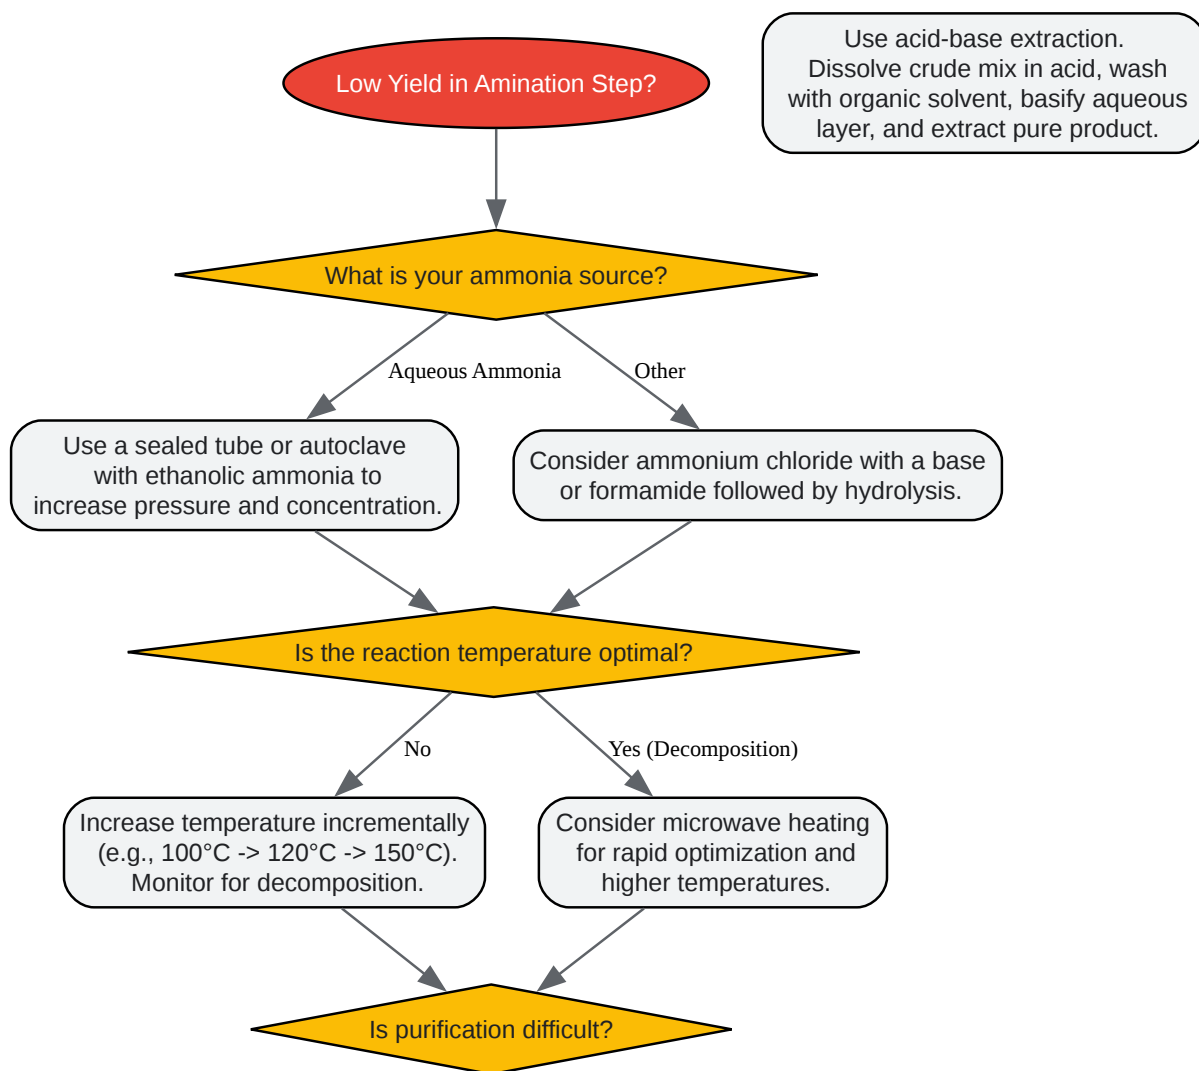 Low Yield in Amination Step?
Use acid-base extraction.
Dissolve crude mix in acid, wash
with organic solvent, basify aqueous
layer, and extract pure product.
What is your ammonia source?
Aqueous Ammonia
Other
Use a sealed tube or autoclave
with ethanolic ammonia to
increase pressure and concentration.
Consider ammonium chloride with a base
or formamide followed by hydrolysis.
Is the reaction temperature optimal?
No
Yes (Decomposition)
Increase temperature incrementally
(e.g., 100°C -> 120°C -> 150°C).
Monitor for decomposition.
Consider microwave heating
for rapid optimization and
higher temperatures.
Is purification difficult?